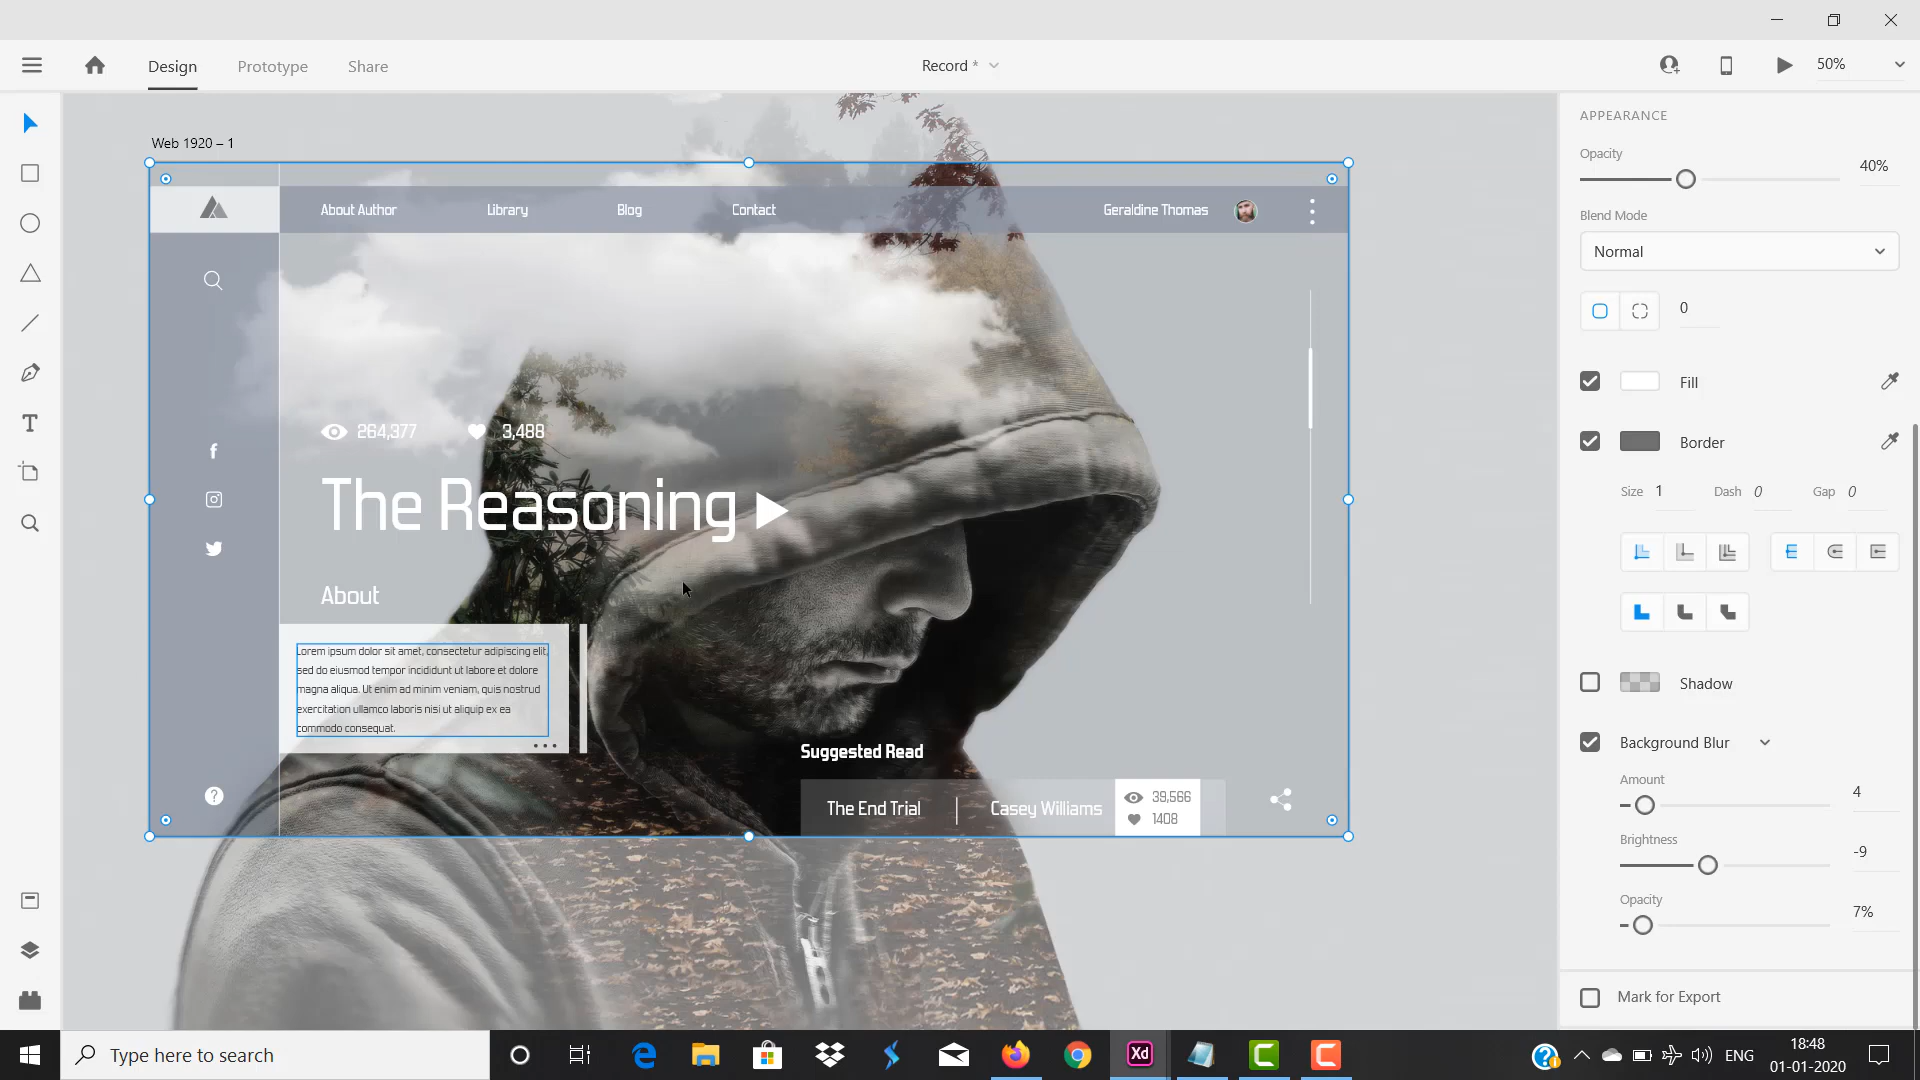 Design
Prototype
Share
Record *
50%
Web 1920 – 1
About Author
Library
Blog
Contact
Geraldine Thomas
264,377
3,488
The Reasoning
About
Lorem ipsum dolor sit amet, consectetur adipiscing elit,
sed do eiusmod tempor incididunt ut labore et dolore
magna aliqua. Ut enim ad minim veniam, quis nostrud
exercitation ullamco laboris nisi ut aliquip ex ea
commodo consequat.
Suggested Read
The End Trial
Casey Williams
39,566
1408
APPEARANCE
Opacity
40%
Blend Mode
Normal
0
Fill
Border
Size 1 Dash 0 Gap 0
Shadow
Background Blur
Amount
4
Brightness
-9
Opacity
7%
Mark for Export
Type here to search
Xd
ENG
18:48
01-01-2020